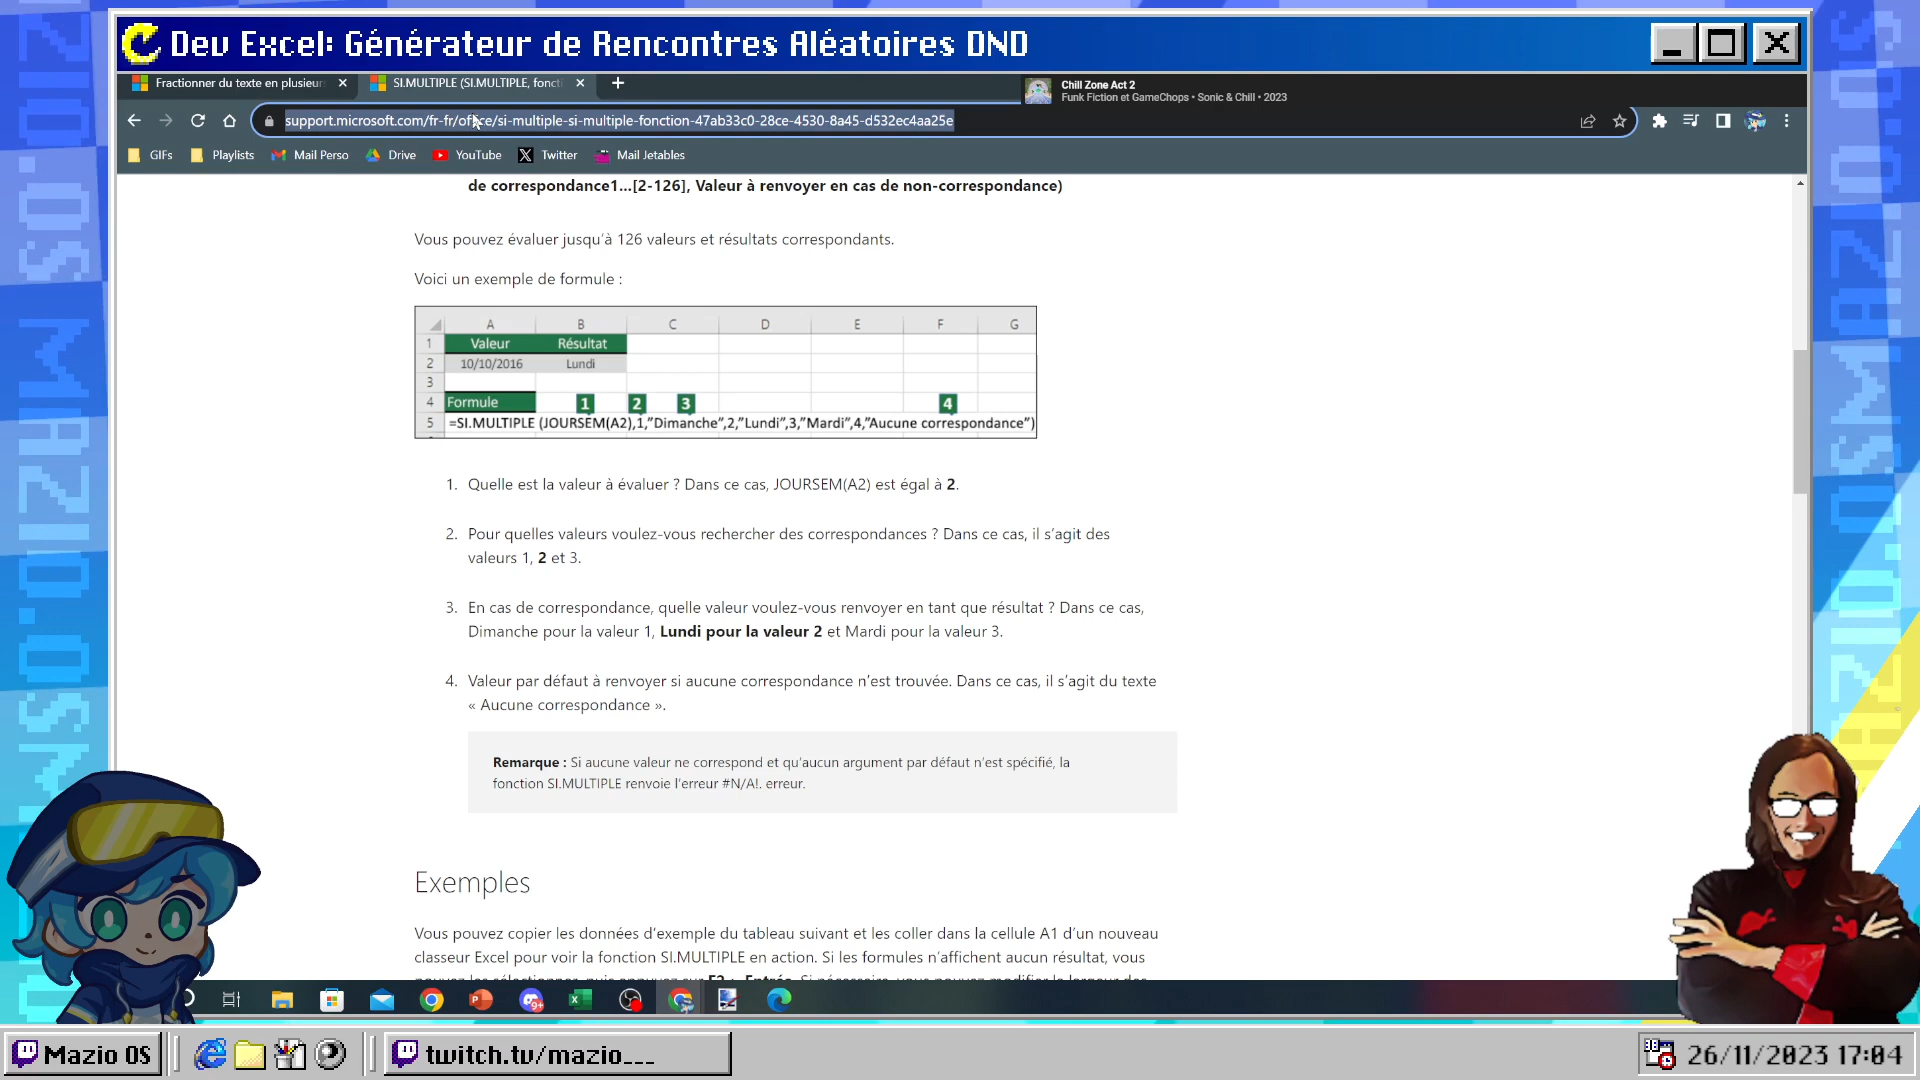 Dev Excel: Générateur de Rencontres Aléatoires DND
Fractionner du texte en plusieurs
SI.MULTIPLE (SI.MULTIPLE, foncti
Chill Zone Act 2
Funk Fiction et GameChops • Sonic & Chill • 2023
support.microsoft.com/fr-fr/office/si-multiple-si-multiple-fonction-47ab33c0-28ce-4530-8a45-d532ec4aa25e
GIFs
Playlists
Mail Perso
Drive
YouTube
Twitter
Mail Jetables
de correspondance1...[2-126], Valeur à renvoyer en cas de non-correspondance)
Vous pouvez évaluer jusqu'à 126 valeurs et résultats correspondants.
Voici un exemple de formule :
A B C D E F G
1 Valeur Résultat
2 10/10/2016 Lundi
3
4 Formule 1 2 3 4
5 =SI.MULTIPLE (JOURSEM(A2),1,"Dimanche",2,"Lundi",3,"Mardi",4,"Aucune correspondance")
1. Quelle est la valeur à évaluer ? Dans ce cas, JOURSEM(A2) est égal à 2.
2. Pour quelles valeurs voulez-vous rechercher des correspondances ? Dans ce cas, il s'agit des
valeurs 1, 2 et 3.
3. En cas de correspondance, quelle valeur voulez-vous renvoyer en tant que résultat ? Dans ce cas,
Dimanche pour la valeur 1, Lundi pour la valeur 2 et Mardi pour la valeur 3.
4. Valeur par défaut à renvoyer si aucune correspondance n'est trouvée. Dans ce cas, il s'agit du texte
« Aucune correspondance ».
Remarque : Si aucune valeur ne correspond et qu'aucun argument par défaut n'est spécifié, la
fonction SI.MULTIPLE renvoie l'erreur #N/A!. erreur.
Exemples
Vous pouvez copier les données d'exemple du tableau suivant et les coller dans la cellule A1 d'un nouveau
classeur Excel pour voir la fonction SI.MULTIPLE en action. Si les formules n'affichent aucun résultat, vous
9+
Mazio OS
twitch.tv/mazio___
26/11/2023 17:04